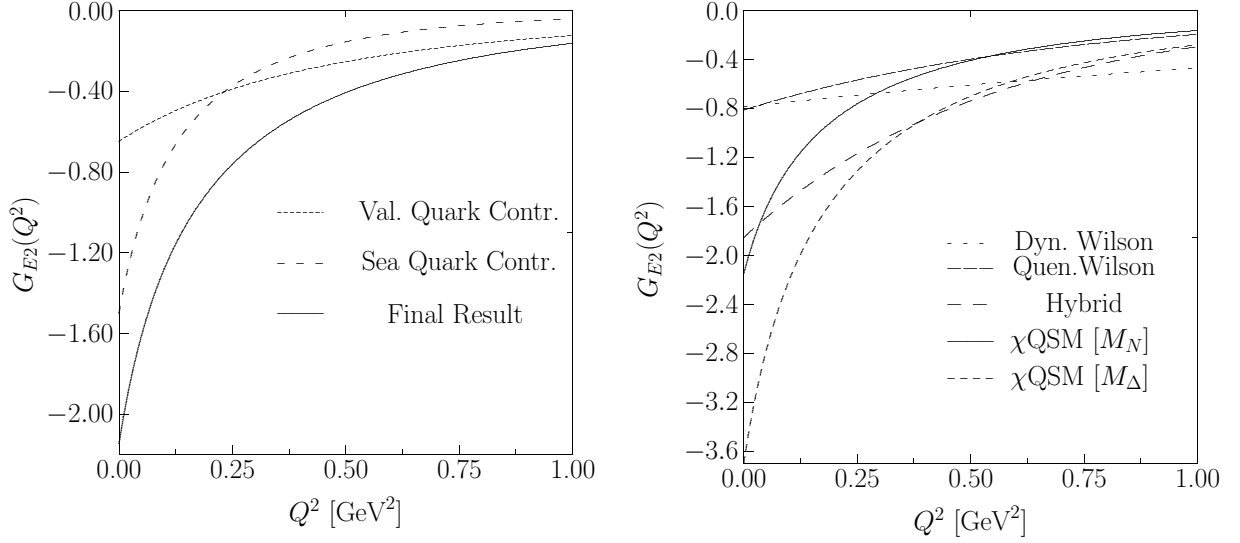 0.00
−0.40
−0.80
−1.20
−1.60
−2.00
G_{E2}(Q^2)
Val. Quark Contr.
Sea Quark Contr.
Final Result
0.00 0.25 0.50 0.75 1.00
Q^2 [GeV^2]
0.0
−0.4
−0.8
−1.2
−1.6
−2.0
−2.4
−2.8
−3.2
−3.6
G_{E2}(Q^2)
Dyn. Wilson
Quen.Wilson
Hybrid
χQSM [M_N]
χQSM [M_Δ]
0.00 0.25 0.50 0.75 1.00
Q^2 [GeV^2]